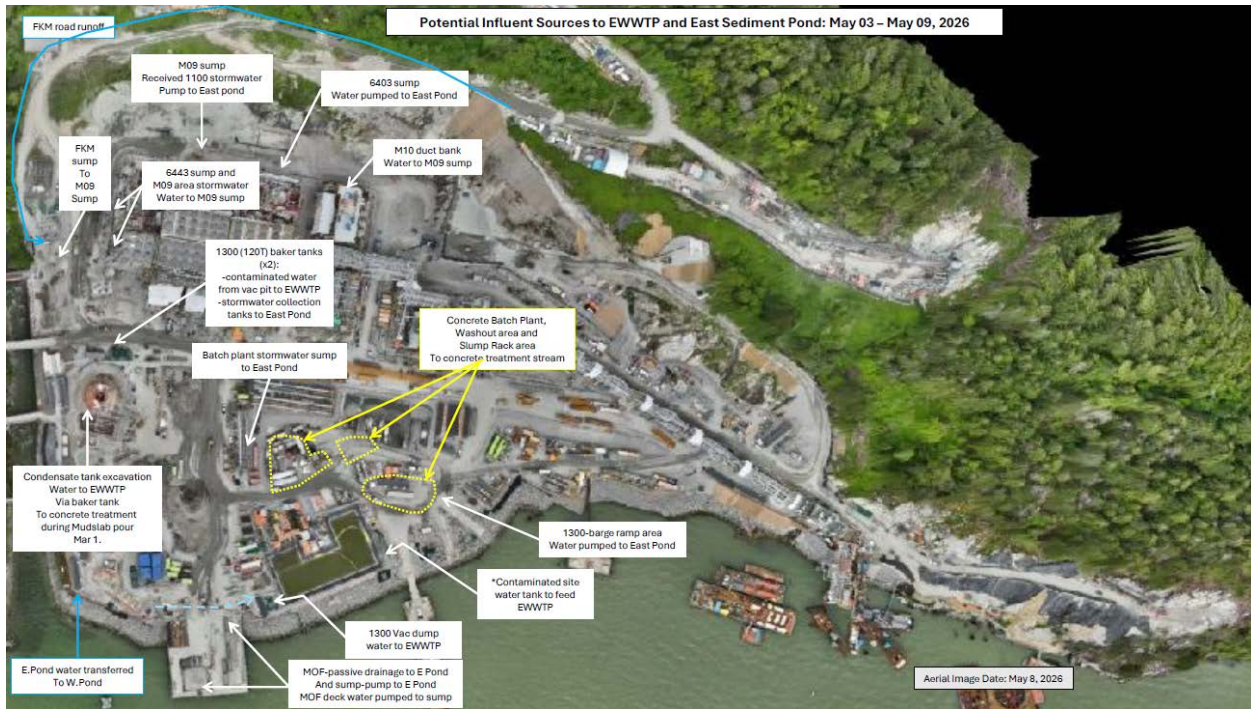 Potential Influent Sources to EWWTP and East Sediment Pond: May 03 – May 09, 2026
FKM road runoff
M09 sump
Received 1100 stormwater
Pump to East pond
6403 sump
Water pumped to East Pond
FKM
sump
To
M09
Sump
6443 sump and
M09 area stormwater
Water to M09 sump
M10 duct bank
Water to M09 sump
1300 (120T) baker tanks
(x2):
-contaminated water
from vac pit to EWWTP
-stormwater collection
tanks to East Pond
Concrete Batch Plant,
Washout area and
Slump Rack area
To concrete treatment stream
Batch plant stormwater sump
to East Pond
Condensate tank excavation
Water to EWWTP
Via baker tank
To concrete treatment
during Mudslab pour
Mar 1.
1300-barge ramp area
Water pumped to East Pond
*Contaminated site
water tank to feed
EWWTP
1300 Vac dump
water to EWWTP
E.Pond water transferred
To W.Pond
MOF-passive drainage to E Pond
And sump-pump to E Pond
MOF deck water pumped to sump
Aerial Image Date: May 8, 2026